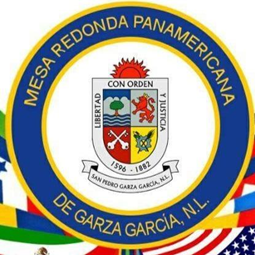 MESA REDONDA PANAMERICANA
CON ORDEN
LIBERTAD
Y JUSTICIA
1596 - 1882
SAN PEDRO GARZA GARCÍA, N.L.
DE GARZA GARCÍA, N.L.